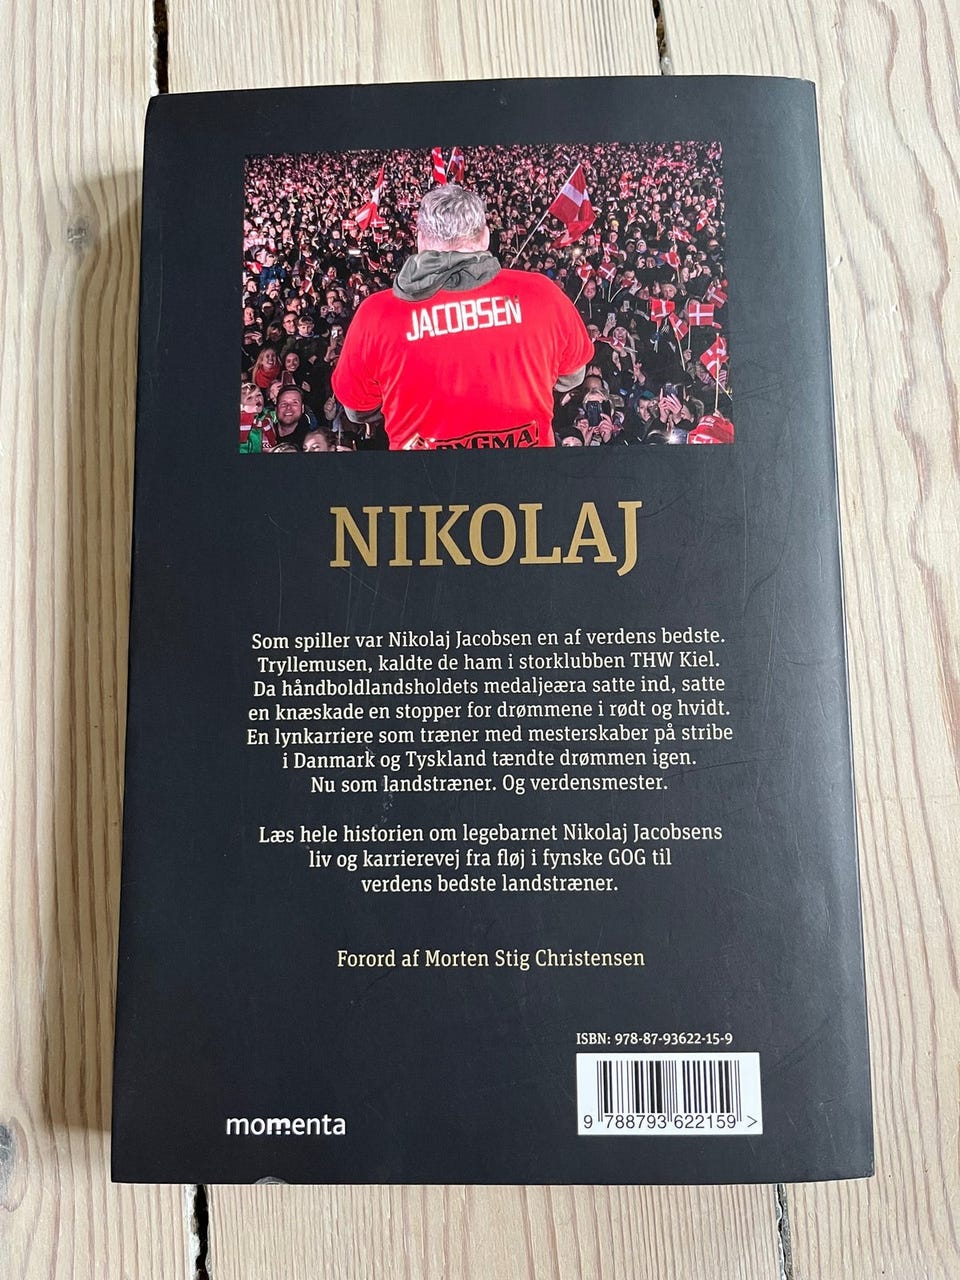 JACOBSEN
NIKOLAJ
Som spiller var Nikolaj Jacobsen en af verdens bedste.
Tryllemusen, kaldte de ham i storklubben THW Kiel.
Da håndboldlandsholdets medaljeæra satte ind, satte
en knæskade en stopper for drømmene i rødt og hvidt.
En lynkarriere som træner med mesterskaber på stribe
i Danmark og Tyskland tændte drømmen igen.
Nu som landstræner. Og verdensmester.
Læs hele historien om legebarnet Nikolaj Jacobsens
liv og karrierevej fra fløj i fynske GOG til
verdens bedste landstræner.
Forord af Morten Stig Christensen
ISBN: 978-87-93622-15-9
9 788793 622159 >
momenta